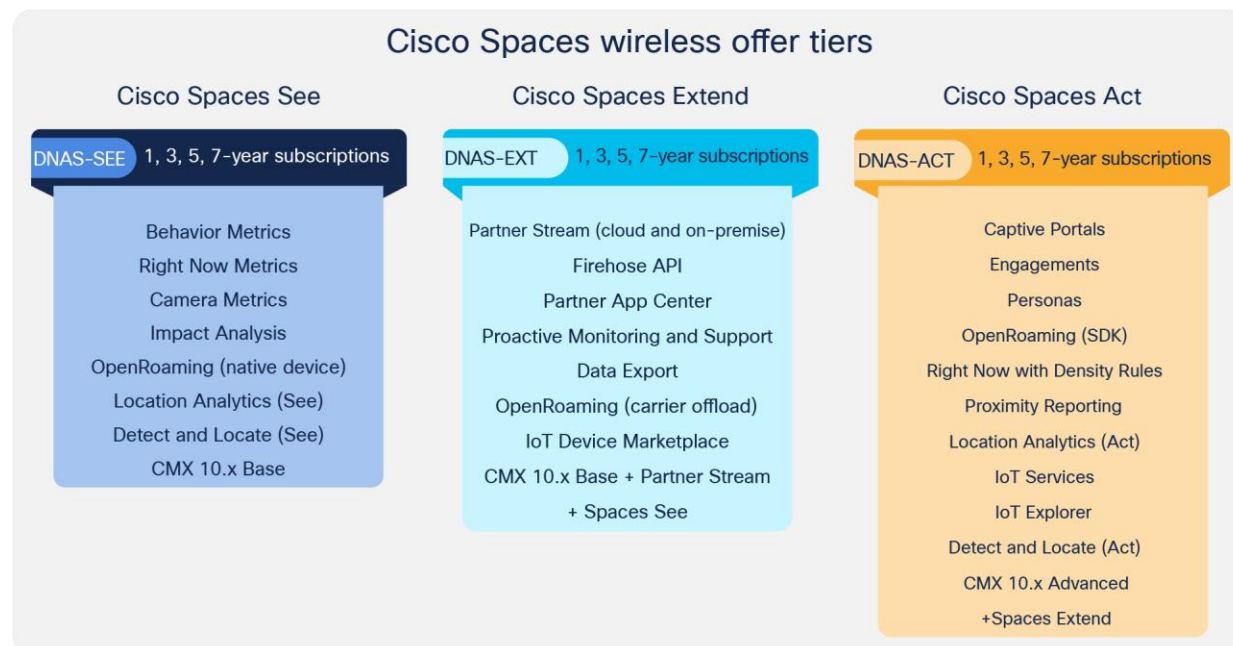 Cisco Spaces wireless offer tiers
Cisco Spaces See
DNAS-SEE 1, 3, 5, 7-year subscriptions
Behavior Metrics
Right Now Metrics
Camera Metrics
Impact Analysis
OpenRoaming (native device)
Location Analytics (See)
Detect and Locate (See)
CMX 10.x Base
Cisco Spaces Extend
DNAS-EXT 1, 3, 5, 7-year subscriptions
Partner Stream (cloud and on-premise)
Firehose API
Partner App Center
Proactive Monitoring and Support
Data Export
OpenRoaming (carrier offload)
IoT Device Marketplace
CMX 10.x Base + Partner Stream
+ Spaces See
Cisco Spaces Act
DNAS-ACT 1, 3, 5, 7-year subscriptions
Captive Portals
Engagements
Personas
OpenRoaming (SDK)
Right Now with Density Rules
Proximity Reporting
Location Analytics (Act)
IoT Services
IoT Explorer
Detect and Locate (Act)
CMX 10.x Advanced
+Spaces Extend